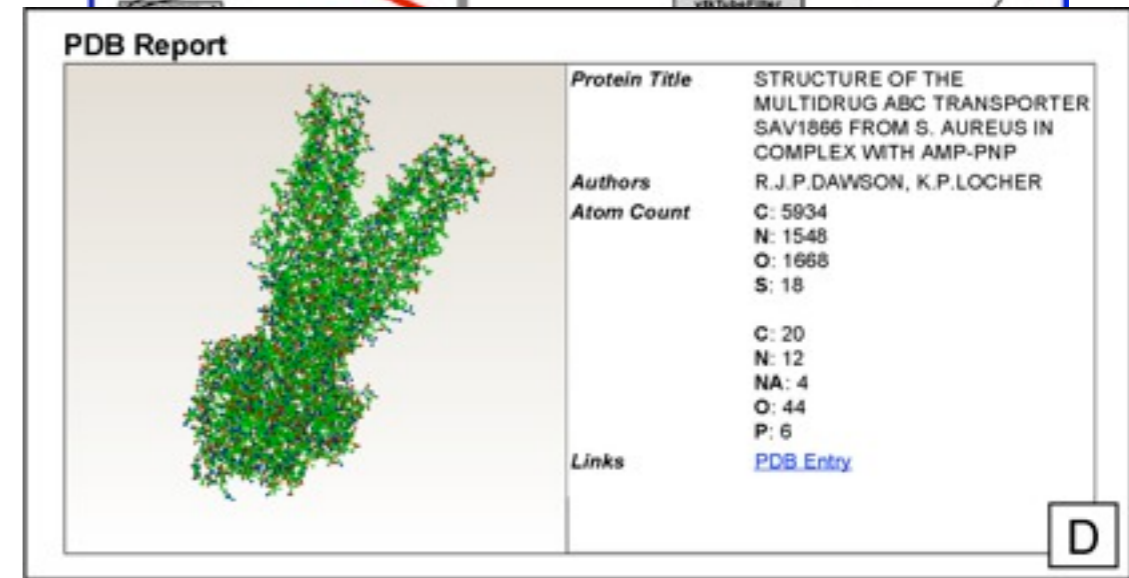 vtkTubeFilter
PDB Report
Protein Title
STRUCTURE OF THE
MULTIDRUG ABC TRANSPORTER
SAV1866 FROM S. AUREUS IN
COMPLEX WITH AMP-PNP
Authors
R.J.P.DAWSON, K.P.LOCHER
Atom Count
C: 5934
N: 1548
O: 1668
S: 18
C: 20
N: 12
NA: 4
O: 44
P: 6
Links
PDB Entry
D